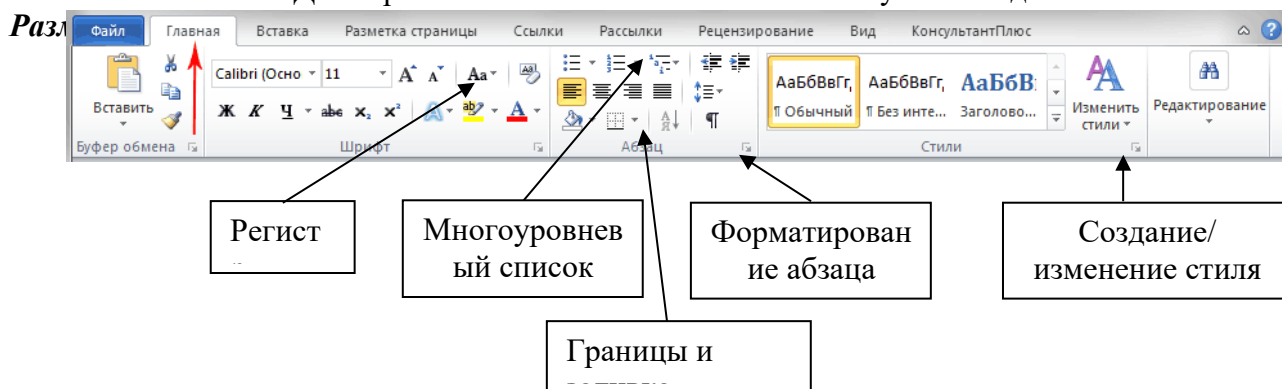 Файл Главная Вставка Разметка страницы Ссылки Рассылки Рецензирование Вид КонсультантПлюс
Calibri (Осно 11 Aa
АаБбВвГг, АаБбВвГг, АаБбВ
Вставить Ж К Ч abc x₂ x² ab A
¶ Обычный ¶ Без инте... Заголово... Изменить стили Редактирование
Буфер обмена Шрифт Абзац Стили
Регист
Многоуровнев
ый список
Форматирован
ие абзаца
Создание/
изменение стиля
Границы и